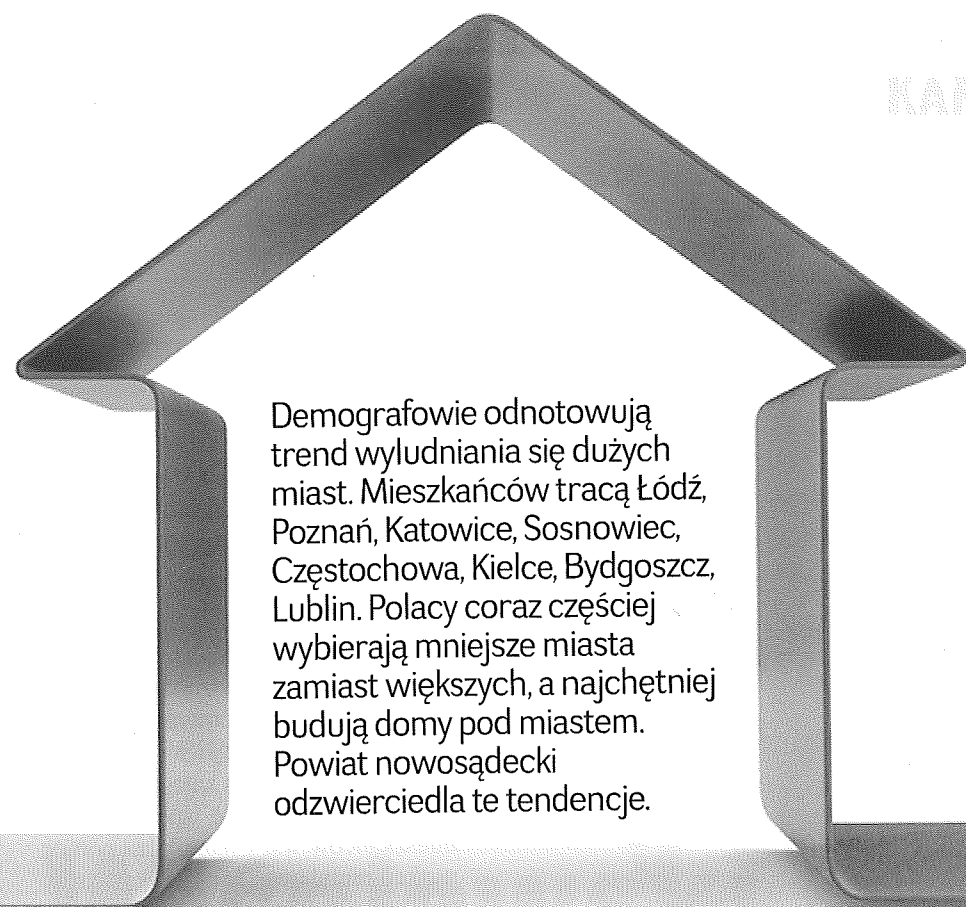 Demografowie odnotowują
trend wyludniania się dużych
miast. Mieszkańców tracą Łódź,
Poznań, Katowice, Sosnowiec,
Częstochowa, Kielce, Bydgoszcz,
Lublin. Polacy coraz częściej
wybierają mniejsze miasta
zamiast większych, a najchętniej
budują domy pod miastem.
Powiat nowosądecki
odzwierciedla te tendencje.